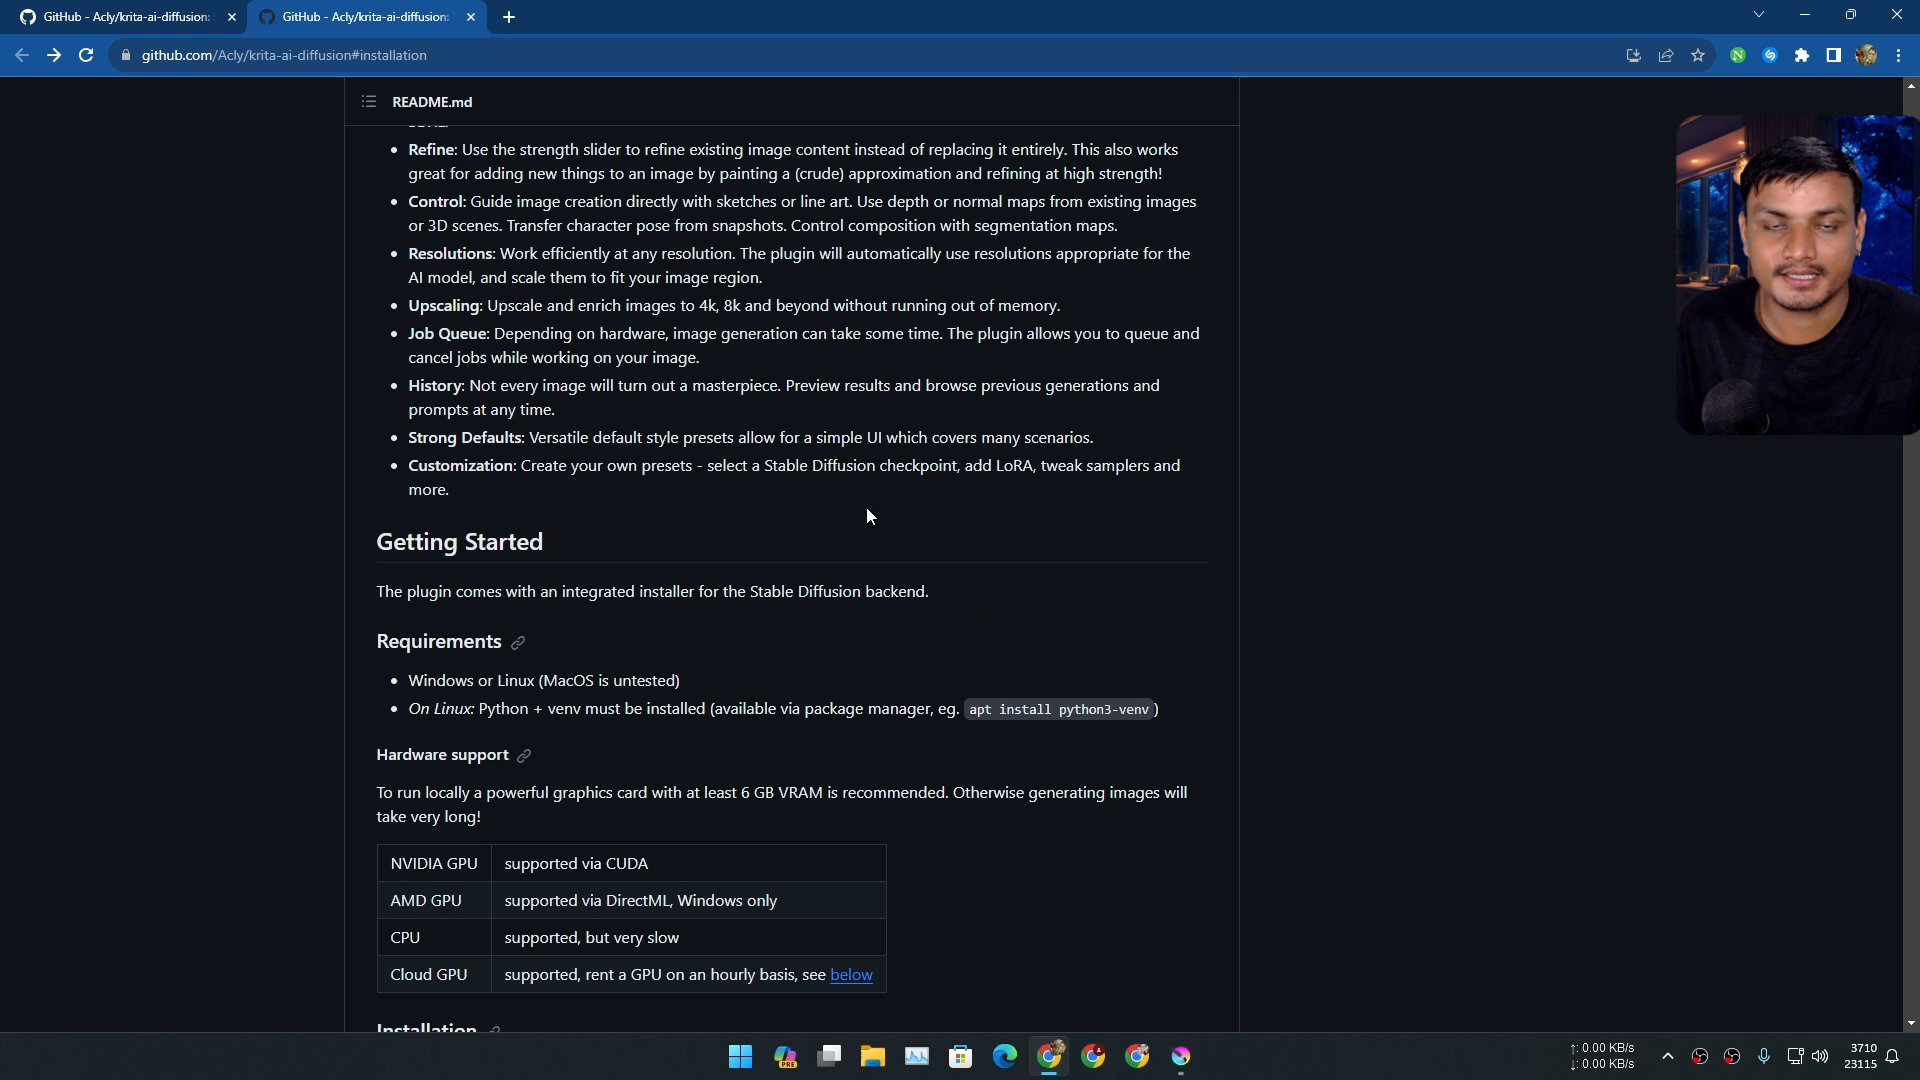 GitHub - Acly/krita-ai-diffusion:
GitHub - Acly/krita-ai-diffusion:
github.com/Acly/krita-ai-diffusion#installation
README.md
Refine: Use the strength slider to refine existing image content instead of replacing it entirely. This also works
great for adding new things to an image by painting a (crude) approximation and refining at high strength!
Control: Guide image creation directly with sketches or line art. Use depth or normal maps from existing images
or 3D scenes. Transfer character pose from snapshots. Control composition with segmentation maps.
Resolutions: Work efficiently at any resolution. The plugin will automatically use resolutions appropriate for the
AI model, and scale them to fit your image region.
Upscaling: Upscale and enrich images to 4k, 8k and beyond without running out of memory.
Job Queue: Depending on hardware, image generation can take some time. The plugin allows you to queue and
cancel jobs while working on your image.
History: Not every image will turn out a masterpiece. Preview results and browse previous generations and
prompts at any time.
Strong Defaults: Versatile default style presets allow for a simple UI which covers many scenarios.
Customization: Create your own presets - select a Stable Diffusion checkpoint, add LoRA, tweak samplers and
more.
Getting Started
The plugin comes with an integrated installer for the Stable Diffusion backend.
Requirements
Windows or Linux (MacOS is untested)
On Linux: Python + venv must be installed (available via package manager, eg. apt install python3-venv )
Hardware support
To run locally a powerful graphics card with at least 6 GB VRAM is recommended. Otherwise generating images will
take very long!
NVIDIA GPU supported via CUDA
AMD GPU supported via DirectML, Windows only
CPU supported, but very slow
Cloud GPU supported, rent a GPU on an hourly basis, see below
Installation
PRE
↑: 0.00 KB/s
↓: 0.00 KB/s
3710
23115